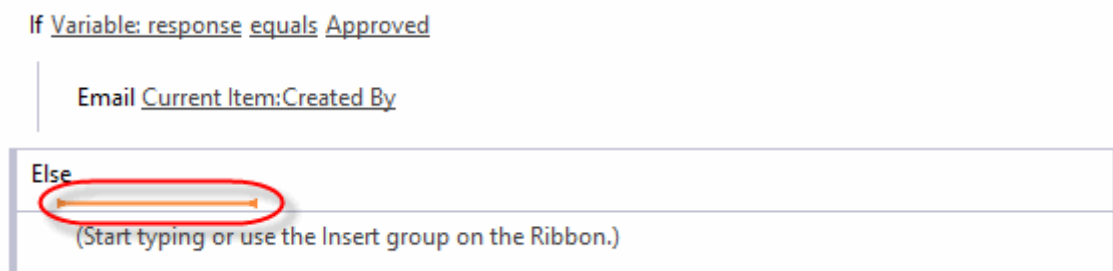 If Variable: response equals Approved
Email Current Item:Created By
Else
(Start typing or use the Insert group on the Ribbon.)